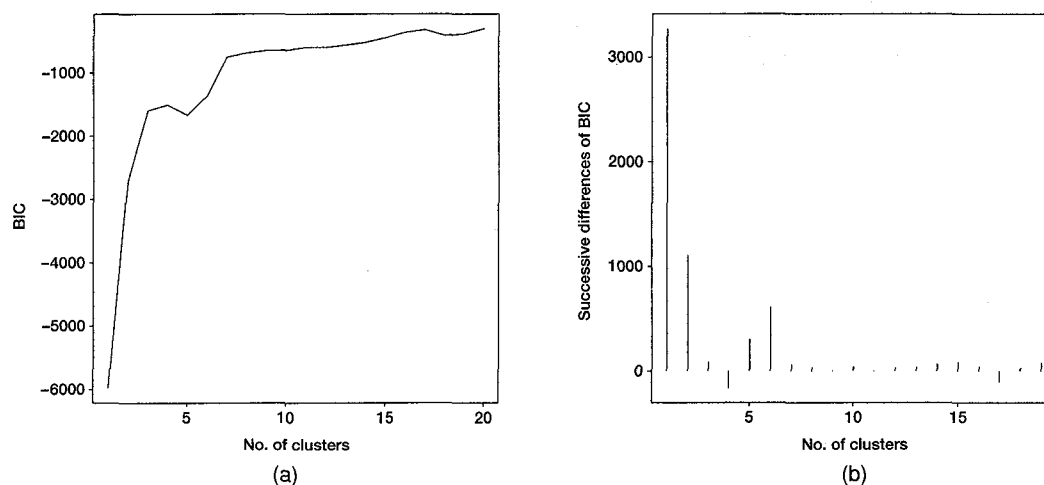 BIC
−1000
−2000
−3000
−4000
−5000
−6000
5
10
15
20
No. of clusters
(a)
Successive differences of BIC
3000
2000
1000
0
5
10
15
No. of clusters
(b)